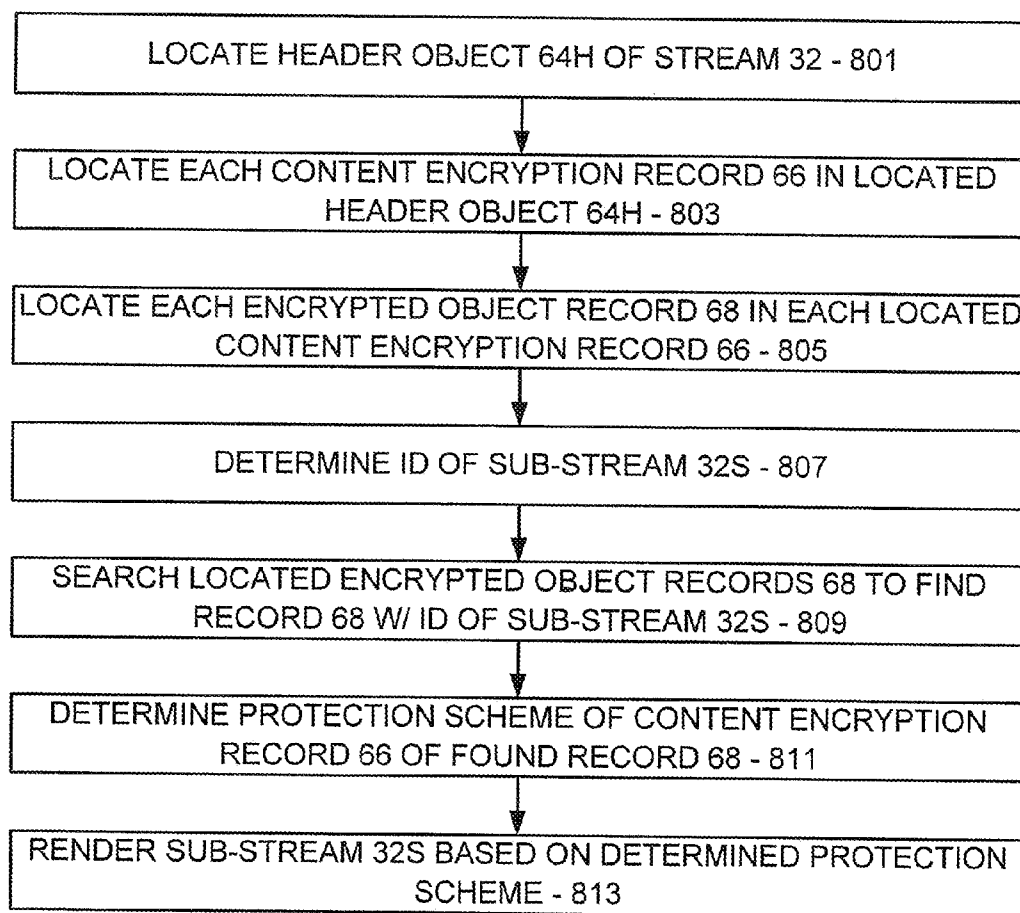 LOCATE HEADER OBJECT 64H OF STREAM 32 - 801
LOCATE EACH CONTENT ENCRYPTION RECORD 66 IN LOCATED
HEADER OBJECT 64H - 803
LOCATE EACH ENCRYPTED OBJECT RECORD 68 IN EACH LOCATED
CONTENT ENCRYPTION RECORD 66 - 805
DETERMINE ID OF SUB-STREAM 32S - 807
SEARCH LOCATED ENCRYPTED OBJECT RECORDS 68 TO FIND
RECORD 68 W/ ID OF SUB-STREAM 32S - 809
DETERMINE PROTECTION SCHEME OF CONTENT ENCRYPTION
RECORD 66 OF FOUND RECORD 68 - 811
RENDER SUB-STREAM 32S BASED ON DETERMINED PROTECTION
SCHEME - 813